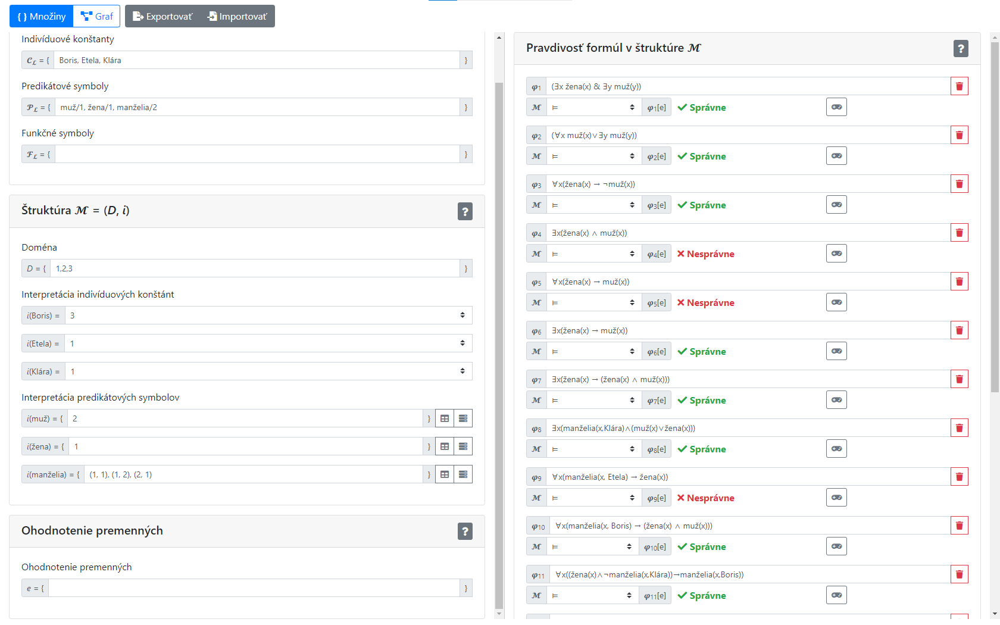 { } Množiny Graf Exportovať Importovať
Indivíduové konštanty
𝓒𝓛 = { Boris, Etela, Klára }
Predikátové symboly
𝓟𝓛 = { muž/1, žena/1, manželia/2 }
Funkčné symboly
𝓕𝓛 = { }
Štruktúra 𝓜 = (D, i) ?
Doména
D = { 1,2,3 }
Interpretácia indivíduových konštánt
i(Boris) = 3
i(Etela) = 1
i(Klára) = 1
Interpretácia predikátových symbolov
i(muž) = { 2 }
i(žena) = { 1 }
i(manželia) = { (1, 1), (1, 2), (2, 1) }
Ohodnotenie premenných ?
Ohodnotenie premenných
e = { }
Pravdivosť formúl v štruktúre 𝓜 ?
φ1 (∃x žena(x) & ∃y muž(y))
𝓜 ⊨ φ1[e] Správne
φ2 (∀x muž(x)∨∃y muž(y))
𝓜 ⊨ φ2[e] Správne
φ3 ∀x(žena(x) → ¬muž(x))
𝓜 ⊨ φ3[e] Správne
φ4 ∃x(žena(x) ∧ muž(x))
𝓜 ⊨ φ4[e] Nesprávne
φ5 ∀x(žena(x) → muž(x))
𝓜 ⊨ φ5[e] Nesprávne
φ6 ∃x(žena(x) → muž(x))
𝓜 ⊨ φ6[e] Správne
φ7 ∃x(žena(x) → (žena(x) ∧ muž(x)))
𝓜 ⊨ φ7[e] Správne
φ8 ∃x(manželia(x,Klára)∧(muž(x)∨žena(x)))
𝓜 ⊨ φ8[e] Správne
φ9 ∀x(manželia(x, Etela) → žena(x))
𝓜 ⊨ φ9[e] Nesprávne
φ10 ∀x(manželia(x, Boris) → (žena(x) ∧ muž(x)))
𝓜 ⊨ φ10[e] Správne
φ11 ∀x((žena(x)∧¬manželia(x,Klára))→manželia(x,Boris))
𝓜 ⊨ φ11[e] Správne